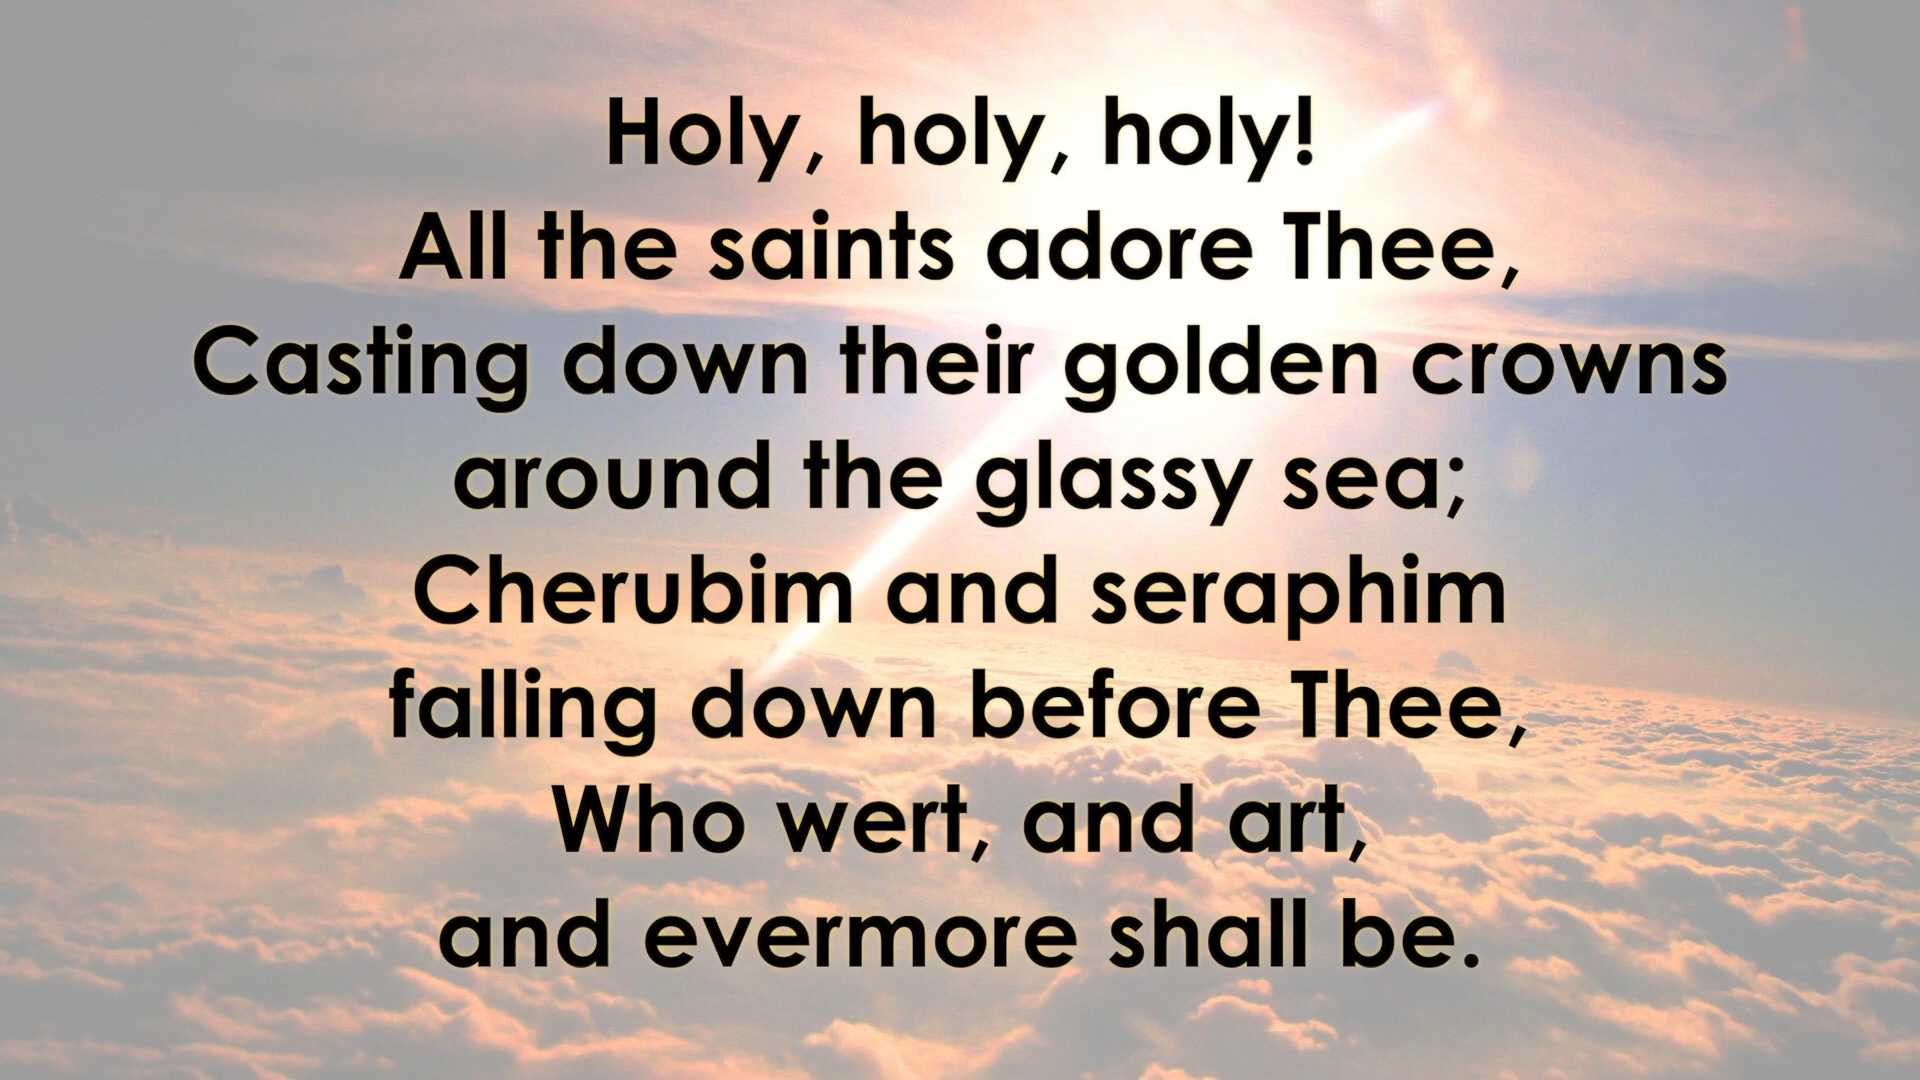 Holy, holy, holy!
All the saints adore Thee,
Casting down their golden crowns
around the glassy sea;
Cherubim and seraphim
falling down before Thee,
Who wert, and art,
and evermore shall be.